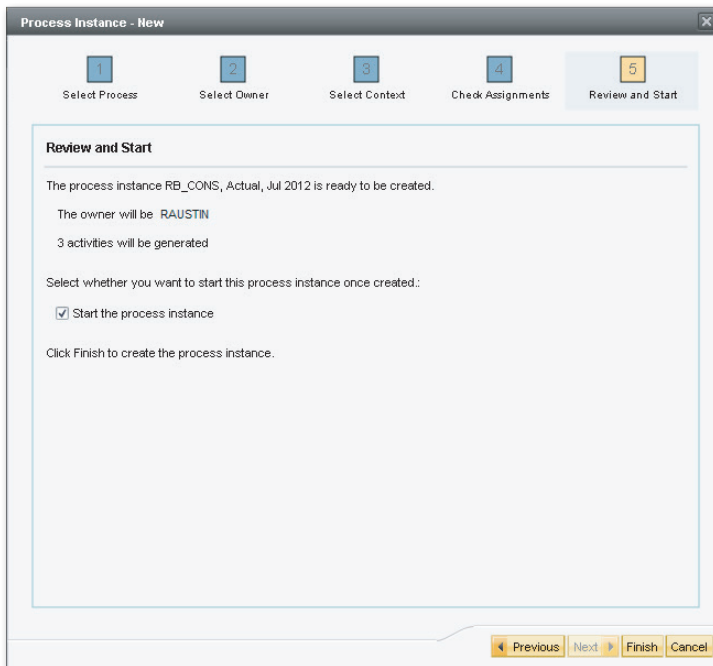 Process Instance - New
1
2
3
4
5
Select Process
Select Owner
Select Context
Check Assignments
Review and Start
Review and Start
The process instance RB_CONS, Actual, Jul 2012 is ready to be created.
The owner will be RAUSTIN
3 activities will be generated
Select whether you want to start this process instance once created.:
Start the process instance
Click Finish to create the process instance.
Previous
Next
Finish
Cancel